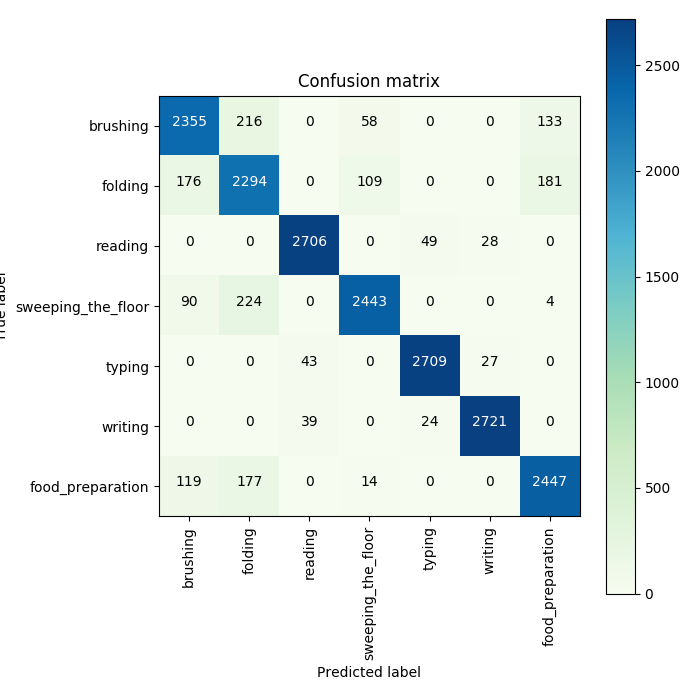 Confusion matrix
brushing 2355 216 0 58 0 0 133
folding 176 2294 0 109 0 0 181
reading 0 0 2706 0 49 28 0
sweeping_the_floor 90 224 0 2443 0 0 4
typing 0 0 43 0 2709 27 0
writing 0 0 39 0 24 2721 0
food_preparation 119 177 0 14 0 0 2447
brushing
folding
reading
sweeping_the_floor
typing
writing
food_preparation
Predicted label
True label
2500
2000
1500
1000
500
0